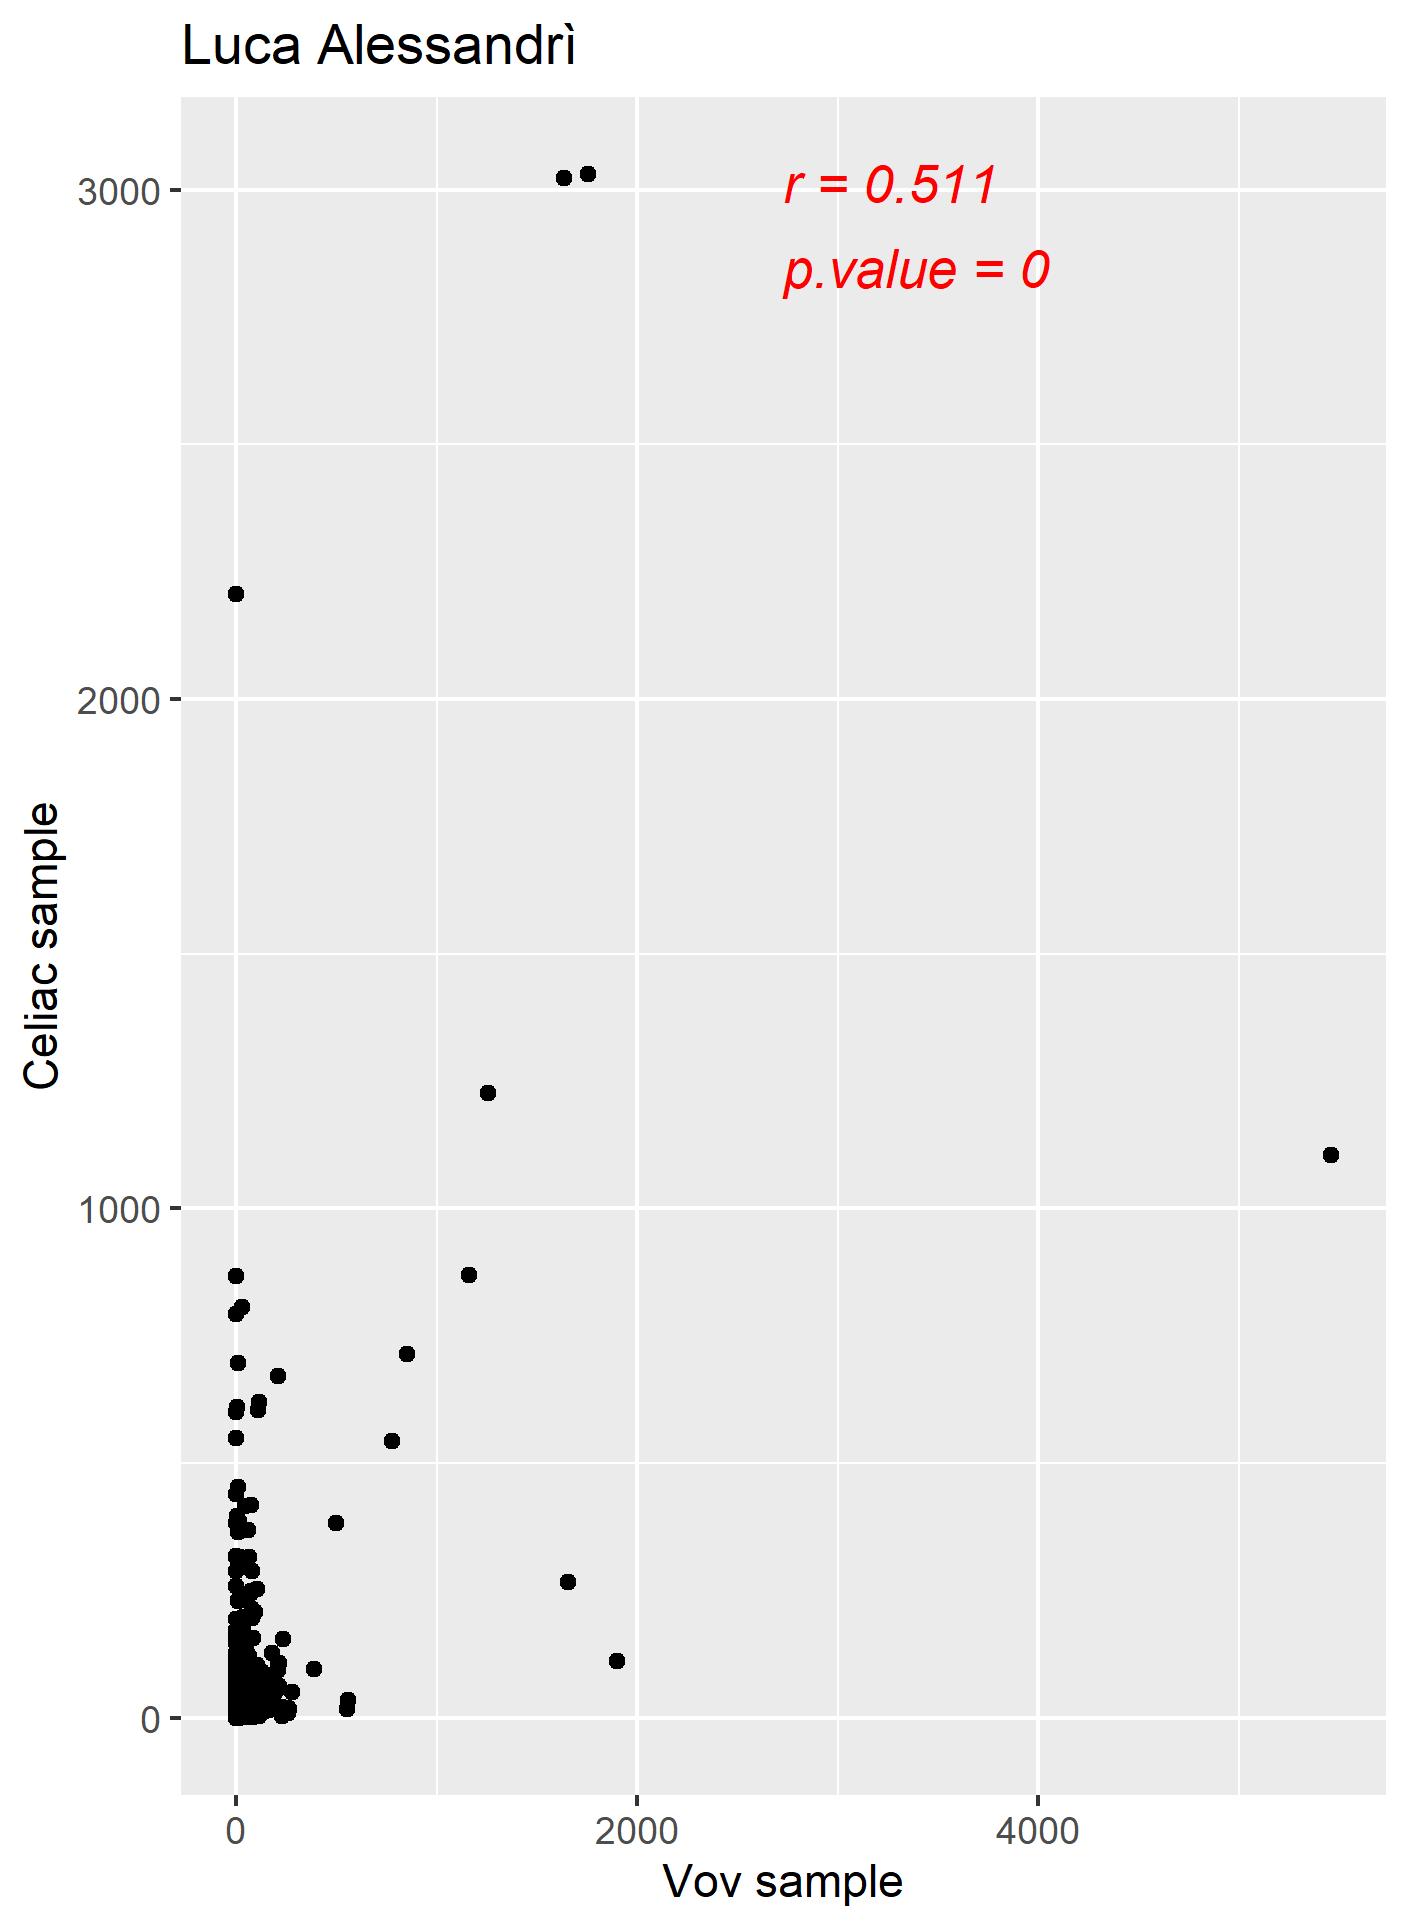 Luca Alessandrì
r = 0.511
p.value = 0
3000
2000
1000
0
Celiac sample
0
2000
4000
Vov sample